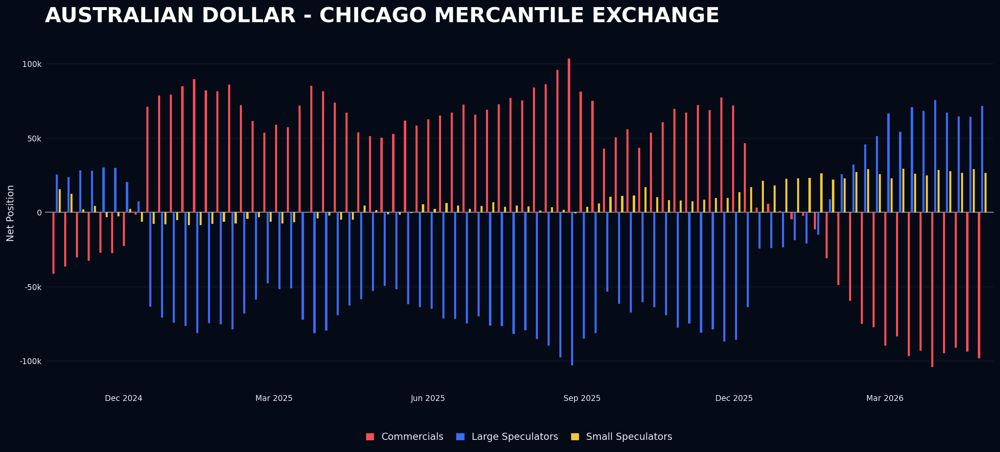 AUSTRALIAN DOLLAR - CHICAGO MERCANTILE EXCHANGE
Net Position
100k
50k
0
-50k
-100k
Dec 2024 Mar 2025 Jun 2025 Sep 2025 Dec 2025 Mar 2026
Commercials Large Speculators Small Speculators